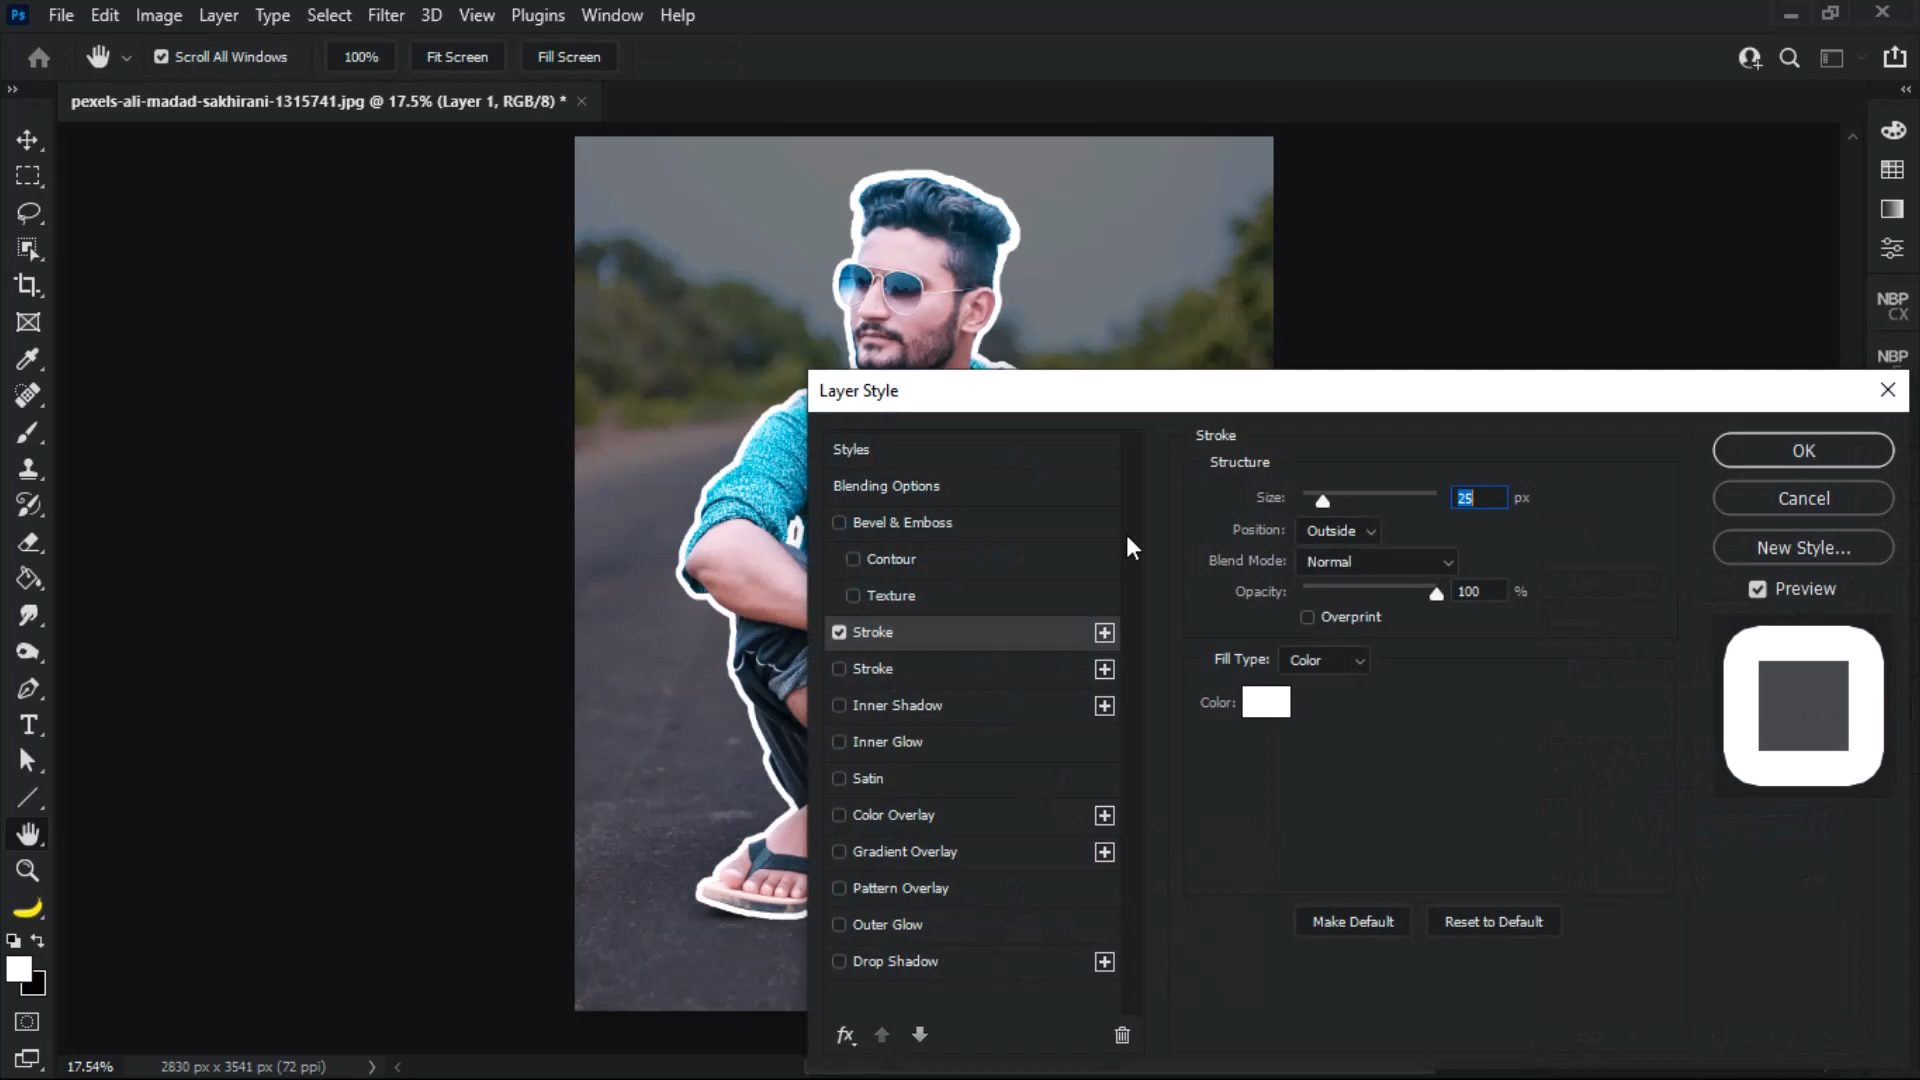 Ps File Edit Image Layer Type Select Filter 3D View Plugins Window Help
Scroll All Windows 100% Fit Screen Fill Screen
pexels-ali-madad-sakhirani-1315741.jpg @ 17.5% (Layer 1, RGB/8) *
NBP
CX
NBP
Layer Style
Styles
Blending Options
Bevel & Emboss
Contour
Texture
Stroke
Stroke
Inner Shadow
Inner Glow
Satin
Color Overlay
Gradient Overlay
Pattern Overlay
Outer Glow
Drop Shadow
fx
Stroke
Structure
Size: 25 px
Position: Outside
Blend Mode: Normal
Opacity: 100 %
Overprint
Fill Type: Color
Color:
Make Default Reset to Default
OK
Cancel
New Style...
Preview
17.54% 2830 px x 3541 px (72 ppi)